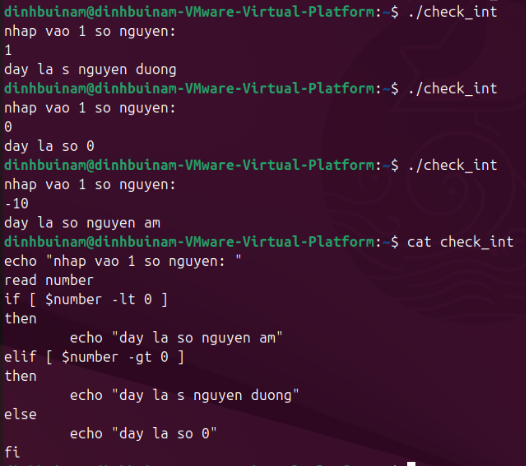 dinhbuinam@dinhbuinam-VMware-Virtual-Platform:~$ ./check_int
nhap vao 1 so nguyen:
1
day la s nguyen duong
dinhbuinam@dinhbuinam-VMware-Virtual-Platform:~$ ./check_int
nhap vao 1 so nguyen:
0
day la so 0
dinhbuinam@dinhbuinam-VMware-Virtual-Platform:~$ ./check_int
nhap vao 1 so nguyen:
-10
day la so nguyen am
dinhbuinam@dinhbuinam-VMware-Virtual-Platform:~$ cat check_int
echo "nhap vao 1 so nguyen: "
read number
if [ $number -lt 0 ]
then
        echo "day la so nguyen am"
elif [ $number -gt 0 ]
then
        echo "day la s nguyen duong"
else
        echo "day la so 0"
fi